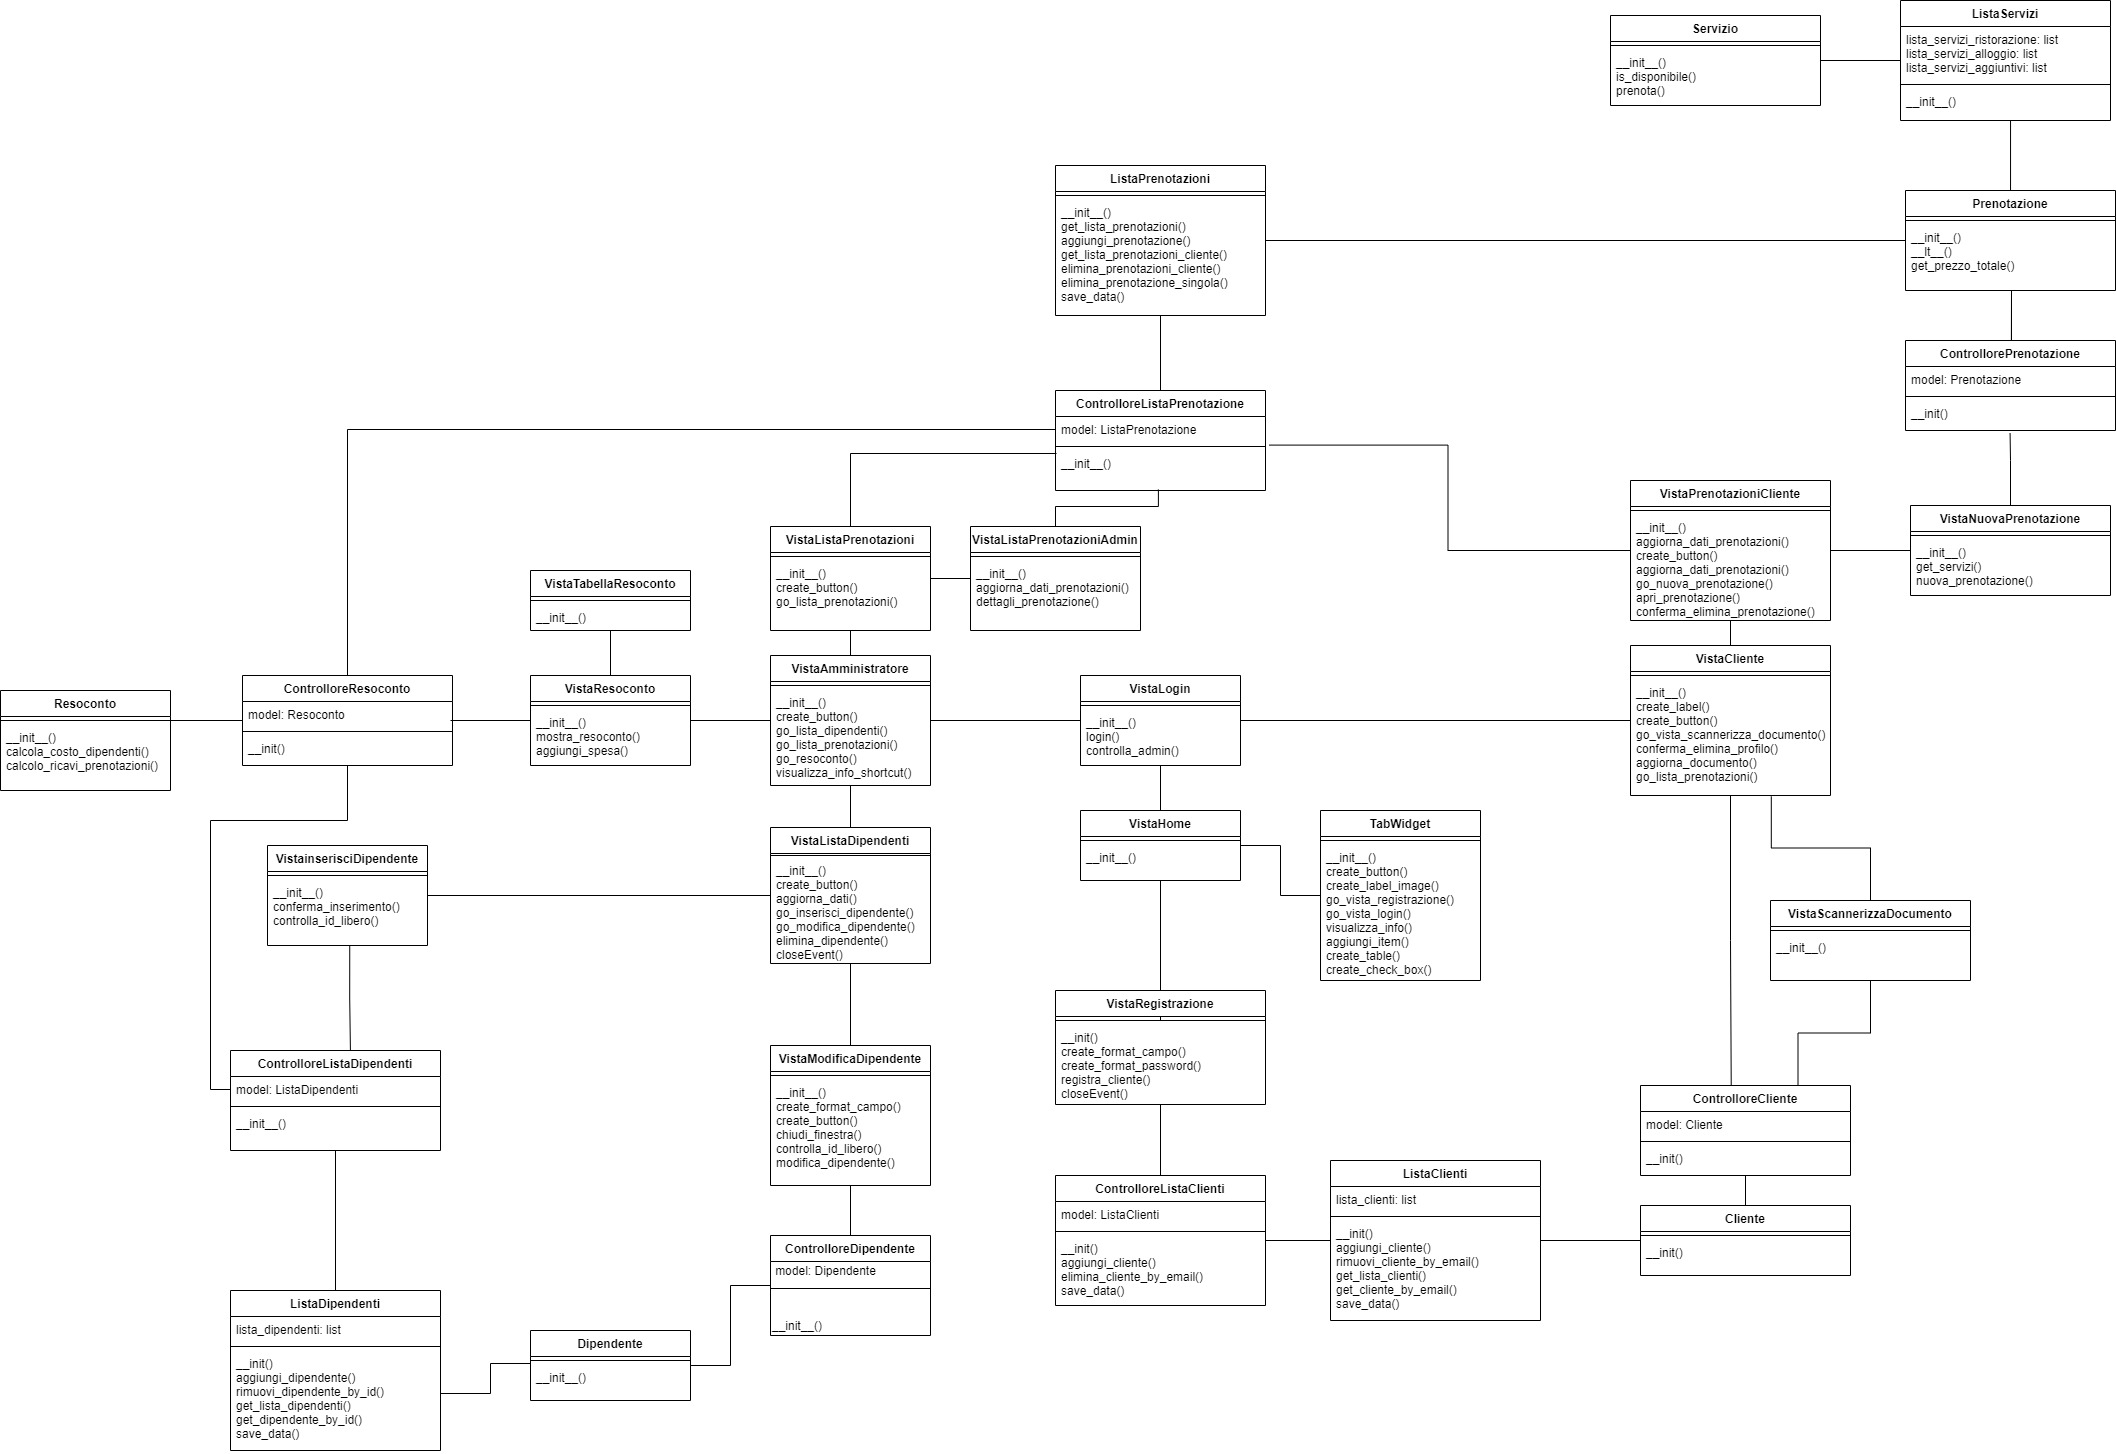 Servizio
__init__()
is_disponibile()
prenota()
ListaServizi
lista_servizi_ristorazione: list
lista_servizi_alloggio: list
lista_servizi_aggiuntivi: list
__init__()
ListaPrenotazioni
__init__()
get_lista_prenotazioni()
aggiungi_prenotazione()
get_lista_prenotazioni_cliente()
elimina_prenotazioni_cliente()
elimina_prenotazione_singola()
save_data()
Prenotazione
__init__()
__lt__()
get_prezzo_totale()
ControllorePrenotazione
model: Prenotazione
__init()
ControlloreListaPrenotazione
model: ListaPrenotazione
__init__()
VistaPrenotazioniCliente
__init__()
aggiorna_dati_prenotazioni()
create_button()
aggiorna_dati_prenotazioni()
go_nuova_prenotazione()
apri_prenotazione()
conferma_elimina_prenotazione()
VistaNuovaPrenotazione
__init__()
get_servizi()
nuova_prenotazione()
VistaListaPrenotazioni
__init__()
create_button()
go_lista_prenotazioni()
VistaListaPrenotazioniAdmin
__init__()
aggiorna_dati_prenotazioni()
dettagli_prenotazione()
VistaTabellaResoconto
__init__()
Resoconto
__init__()
calcola_costo_dipendenti()
calcolo_ricavi_prenotazioni()
ControlloreResoconto
model: Resoconto
__init()
VistaResoconto
__init__()
mostra_resoconto()
aggiungi_spesa()
VistaAmministratore
__init__()
create_button()
go_lista_dipendenti()
go_lista_prenotazioni()
go_resoconto()
visualizza_info_shortcut()
VistaLogin
__init__()
login()
controlla_admin()
VistaCliente
__init__()
create_label()
create_button()
go_vista_scannerizza_documento()
conferma_elimina_profilo()
aggiorna_documento()
go_lista_prenotazioni()
VistainserisciDipendente
__init__()
conferma_inserimento()
controlla_id_libero()
VistaListaDipendenti
__init__()
create_button()
aggiorna_dati()
go_inserisci_dipendente()
go_modifica_dipendente()
elimina_dipendente()
closeEvent()
VistaHome
__init__()
TabWidget
__init__()
create_button()
create_label_image()
go_vista_registrazione()
go_vista_login()
visualizza_info()
aggiungi_item()
create_table()
create_check_box()
VistaScannerizzaDocumento
__init__()
VistaRegistrazione
__init()
create_format_campo()
create_format_password()
registra_cliente()
closeEvent()
ControlloreListaDipendenti
model: ListaDipendenti
__init__()
VistaModificaDipendente
__init__()
create_format_campo()
create_button()
chiudi_finestra()
controlla_id_libero()
modifica_dipendente()
ControlloreCliente
model: Cliente
__init()
ControlloreListaClienti
model: ListaClienti
__init()
aggiungi_cliente()
elimina_cliente_by_email()
save_data()
ListaClienti
lista_clienti: list
__init()
aggiungi_cliente()
rimuovi_cliente_by_email()
get_lista_clienti()
get_cliente_by_email()
save_data()
Cliente
__init()
ControlloreDipendente
model: Dipendente
__init__()
ListaDipendenti
lista_dipendenti: list
__init()
aggiungi_dipendente()
rimuovi_dipendente_by_id()
get_lista_dipendenti()
get_dipendente_by_id()
save_data()
Dipendente
__init__()